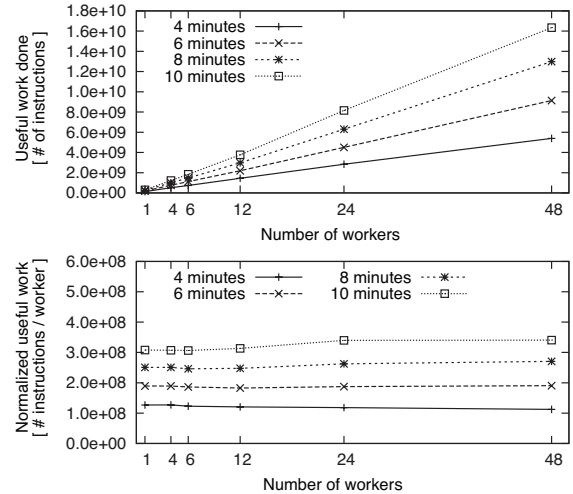 Useful work done
[ # of instructions ]
1.8e+10
1.6e+10
1.4e+10
1.2e+10
1.0e+10
8.0e+09
6.0e+09
4.0e+09
2.0e+09
0.0e+00
4 minutes
6 minutes
8 minutes
10 minutes
1 4 6 12 24 48
Number of workers
Normalized useful work
[ # instructions / worker ]
6.0e+08
5.0e+08
4.0e+08
3.0e+08
2.0e+08
1.0e+08
0.0e+00
4 minutes
6 minutes
8 minutes
10 minutes
1 4 6 12 24 48
Number of workers